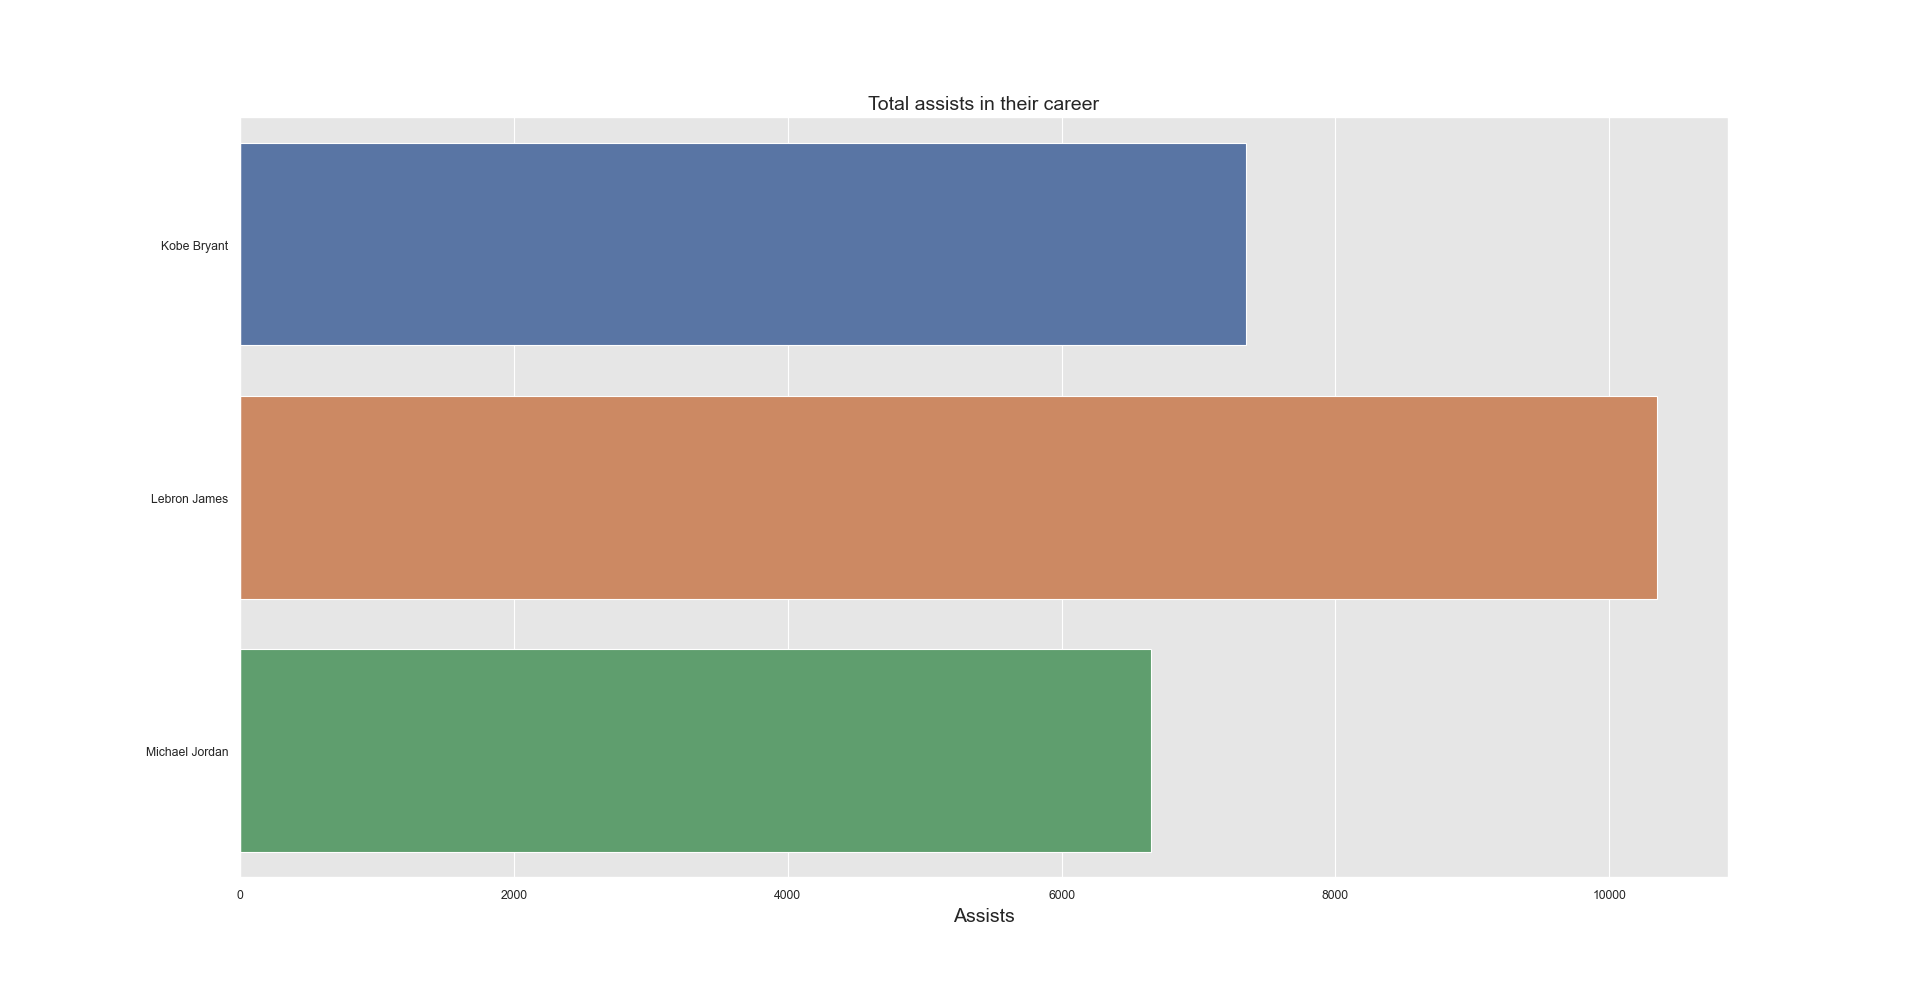 Total assists in their career
Kobe Bryant
Lebron James
Michael Jordan
0 2000 4000 6000 8000 10000
Assists